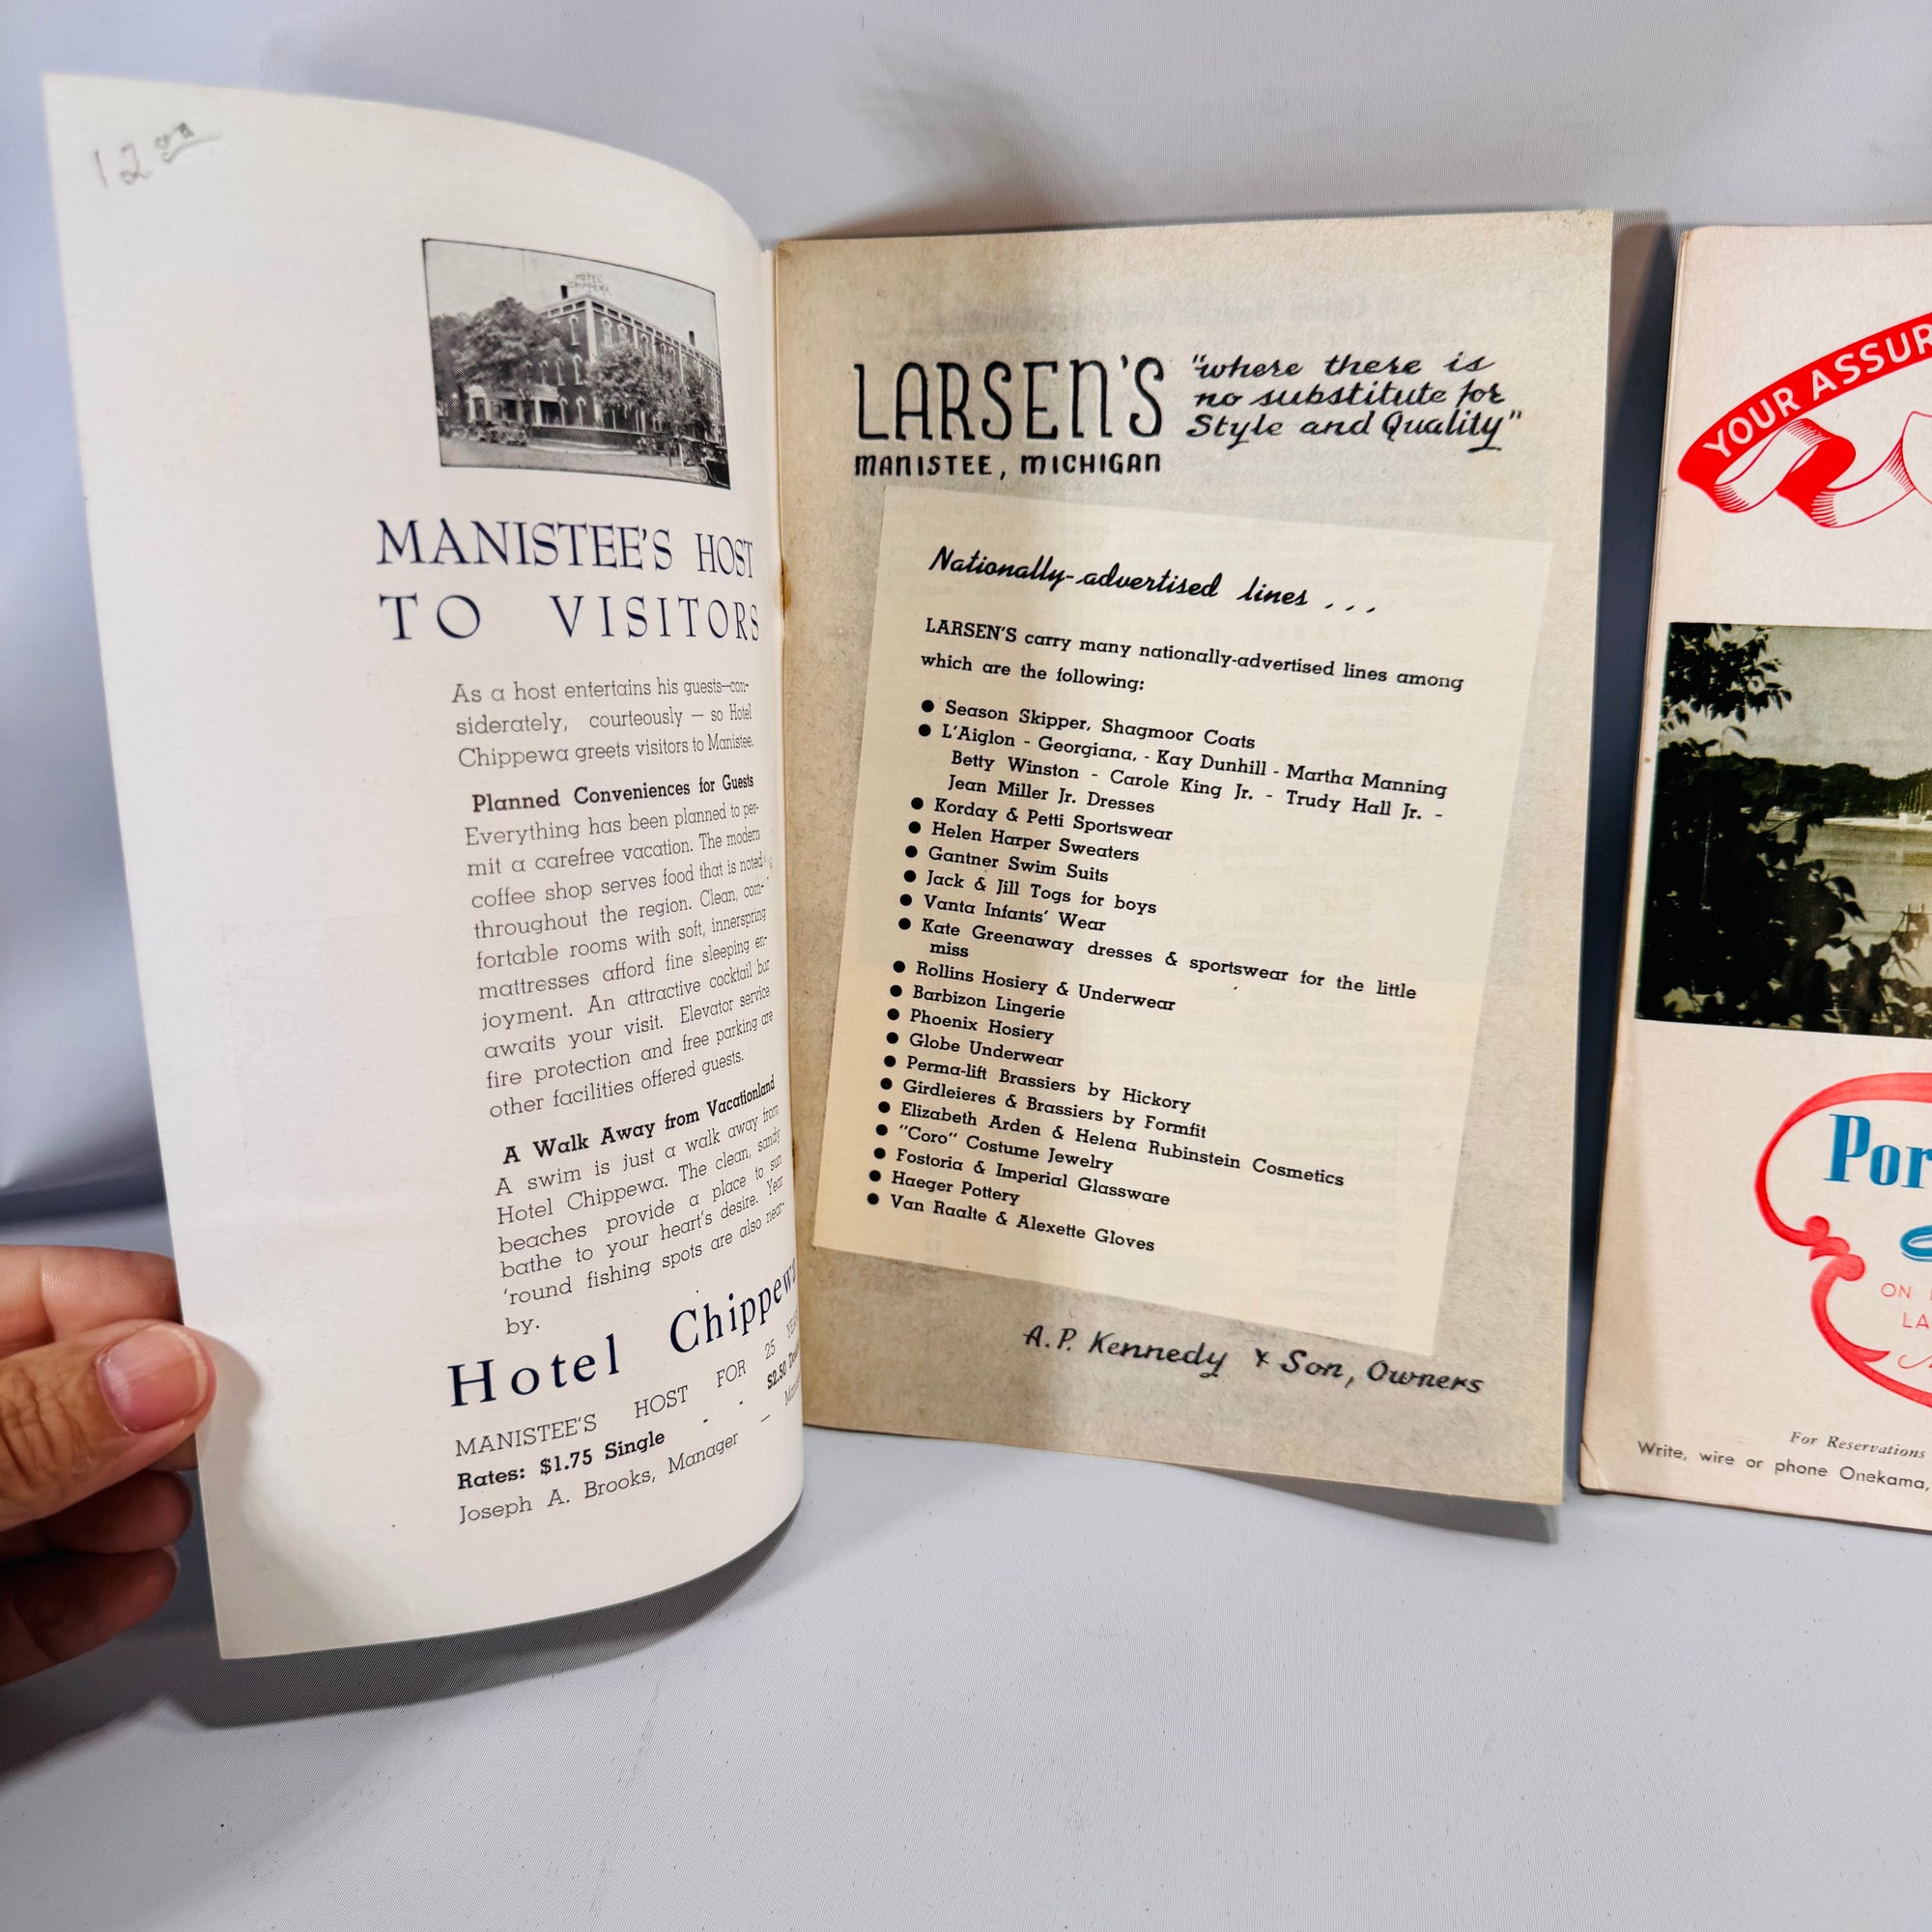 12.00
HOTEL
CHIPPEWA
MANISTEE'S HOST
TO VISITORS
As a host entertains his guests—con-
siderately, courteously — so Hotel
Chippewa greets visitors to Manistee.
Planned Conveniences for Guests
Everything has been planned to per-
mit a carefree vacation. The modern
coffee shop serves food that is noted
throughout the region. Clean, com-
fortable rooms with soft, innerspring
mattresses afford fine sleeping en-
joyment. An attractive cocktail bar
awaits your visit. Elevator service
fire protection and free parking are
other facilities offered guests.
A Walk Away from Vacationland
A swim is just a walk away from
Hotel Chippewa. The clean, sandy
beaches provide a place to sun
bathe to your heart's desire. Year
'round fishing spots are also near-
by.
Hotel Chippewa
MANISTEE'S HOST FOR 25
Rates: $1.75 Single - - $2.50
Joseph A. Brooks, Manager —
LARSEN'S
MANISTEE, MICHIGAN
"where there is
no substitute for
Style and Quality"
Nationally-advertised lines . . .
LARSEN'S carry many nationally-advertised lines among
which are the following:
● Season Skipper, Shagmoor Coats
● L'Aiglon - Georgiana, - Kay Dunhill - Martha Manning
Betty Winston - Carole King Jr. - Trudy Hall Jr. -
Jean Miller Jr. Dresses
● Korday & Petti Sportswear
● Helen Harper Sweaters
● Gantner Swim Suits
● Jack & Jill Togs for boys
● Vanta Infants' Wear
● Kate Greenaway dresses & sportswear for the little
miss
● Rollins Hosiery & Underwear
● Barbizon Lingerie
● Phoenix Hosiery
● Globe Underwear
● Perma-lift Brassiers by Hickory
● Girdleieres & Brassiers by Formfit
● Elizabeth Arden & Helena Rubinstein Cosmetics
● "Coro" Costume Jewelry
● Fostoria & Imperial Glassware
● Haeger Pottery
● Van Raalte & Alexette Gloves
A.P. Kennedy & Son, Owners
YOUR ASSUR
Por
ON
LA
For Reservations
Write, wire or phone Onekama,